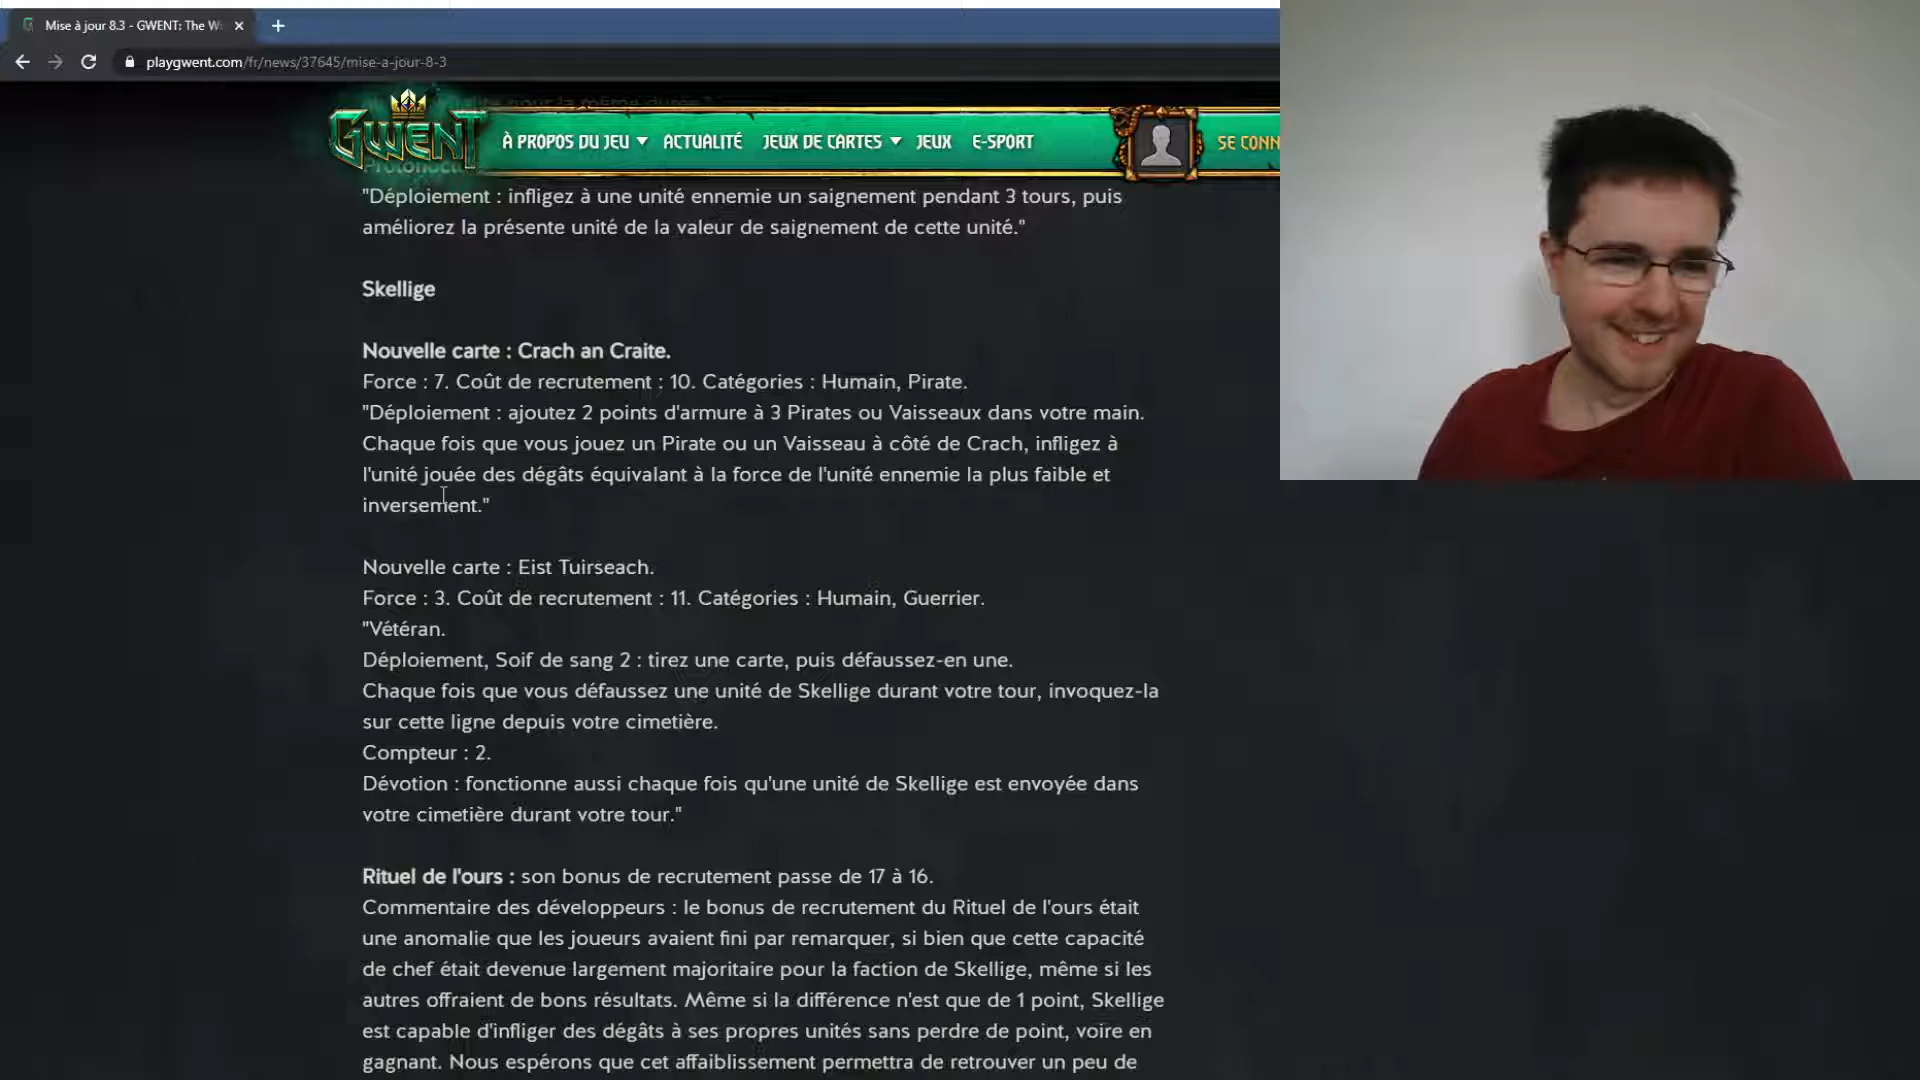 Mise à jour 8.3 - GWENT: The Wi
playgwent.com/fr/news/37645/mise-a-jour-8-3
GWENT
À PROPOS DU JEU
ACTUALITÉ
JEUX DE CARTES
JEUX
E-SPORT
SE CONN
"Déploiement : infligez à une unité ennemie un saignement pendant 3 tours, puis
améliorez la présente unité de la valeur de saignement de cette unité."
Skellige
Nouvelle carte : Crach an Craite.
Force : 7. Coût de recrutement : 10. Catégories : Humain, Pirate.
"Déploiement : ajoutez 2 points d'armure à 3 Pirates ou Vaisseaux dans votre main.
Chaque fois que vous jouez un Pirate ou un Vaisseau à côté de Crach, infligez à
l'unité jouée des dégâts équivalant à la force de l'unité ennemie la plus faible et
inversement."
Nouvelle carte : Eist Tuirseach.
Force : 3. Coût de recrutement : 11. Catégories : Humain, Guerrier.
"Vétéran.
Déploiement, Soif de sang 2 : tirez une carte, puis défaussez-en une.
Chaque fois que vous défaussez une unité de Skellige durant votre tour, invoquez-la
sur cette ligne depuis votre cimetière.
Compteur : 2.
Dévotion : fonctionne aussi chaque fois qu'une unité de Skellige est envoyée dans
votre cimetière durant votre tour."
Rituel de l'ours : son bonus de recrutement passe de 17 à 16.
Commentaire des développeurs : le bonus de recrutement du Rituel de l'ours était
une anomalie que les joueurs avaient fini par remarquer, si bien que cette capacité
de chef était devenue largement majoritaire pour la faction de Skellige, même si les
autres offraient de bons résultats. Même si la différence n'est que de 1 point, Skellige
est capable d'infliger des dégâts à ses propres unités sans perdre de point, voire en
gagnant. Nous espérons que cet affaiblissement permettra de retrouver un peu de